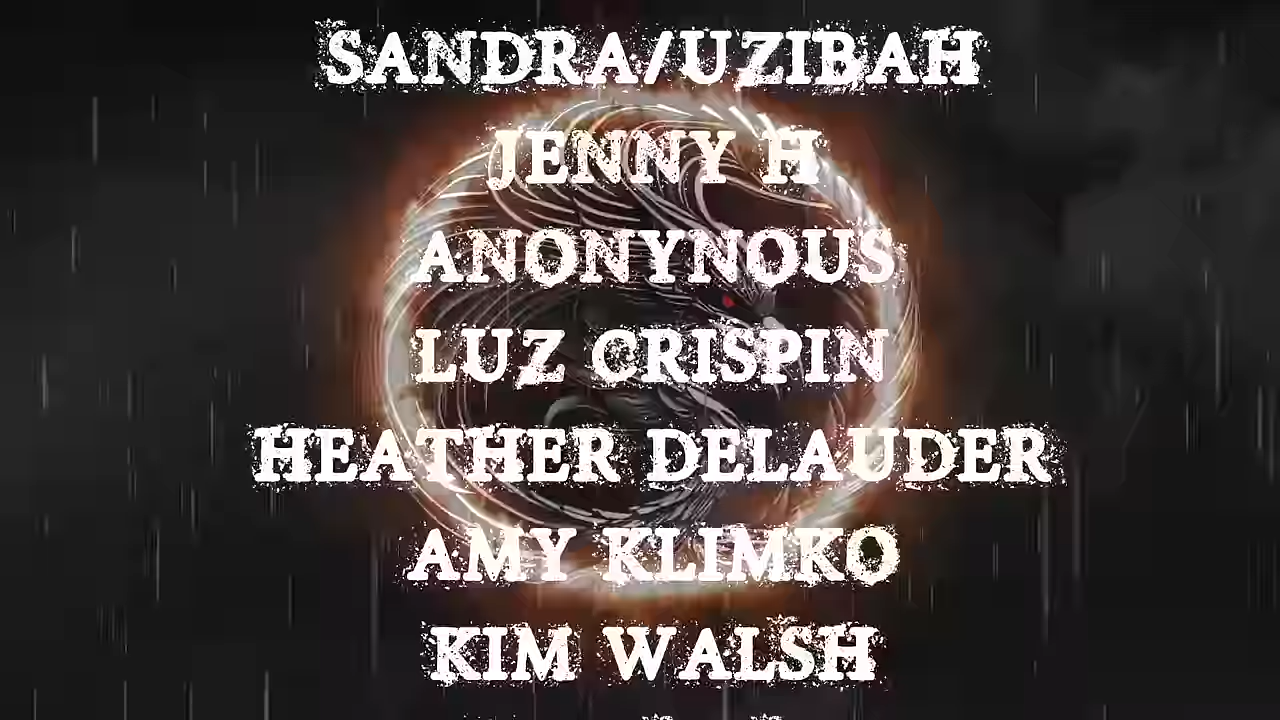 SANDRA/UZIBAH
JENNY H
ANONYNOUS
LUZ CRISPIN
HEATHER DELAUDER
AMY KLIMKO
KIM WALSH